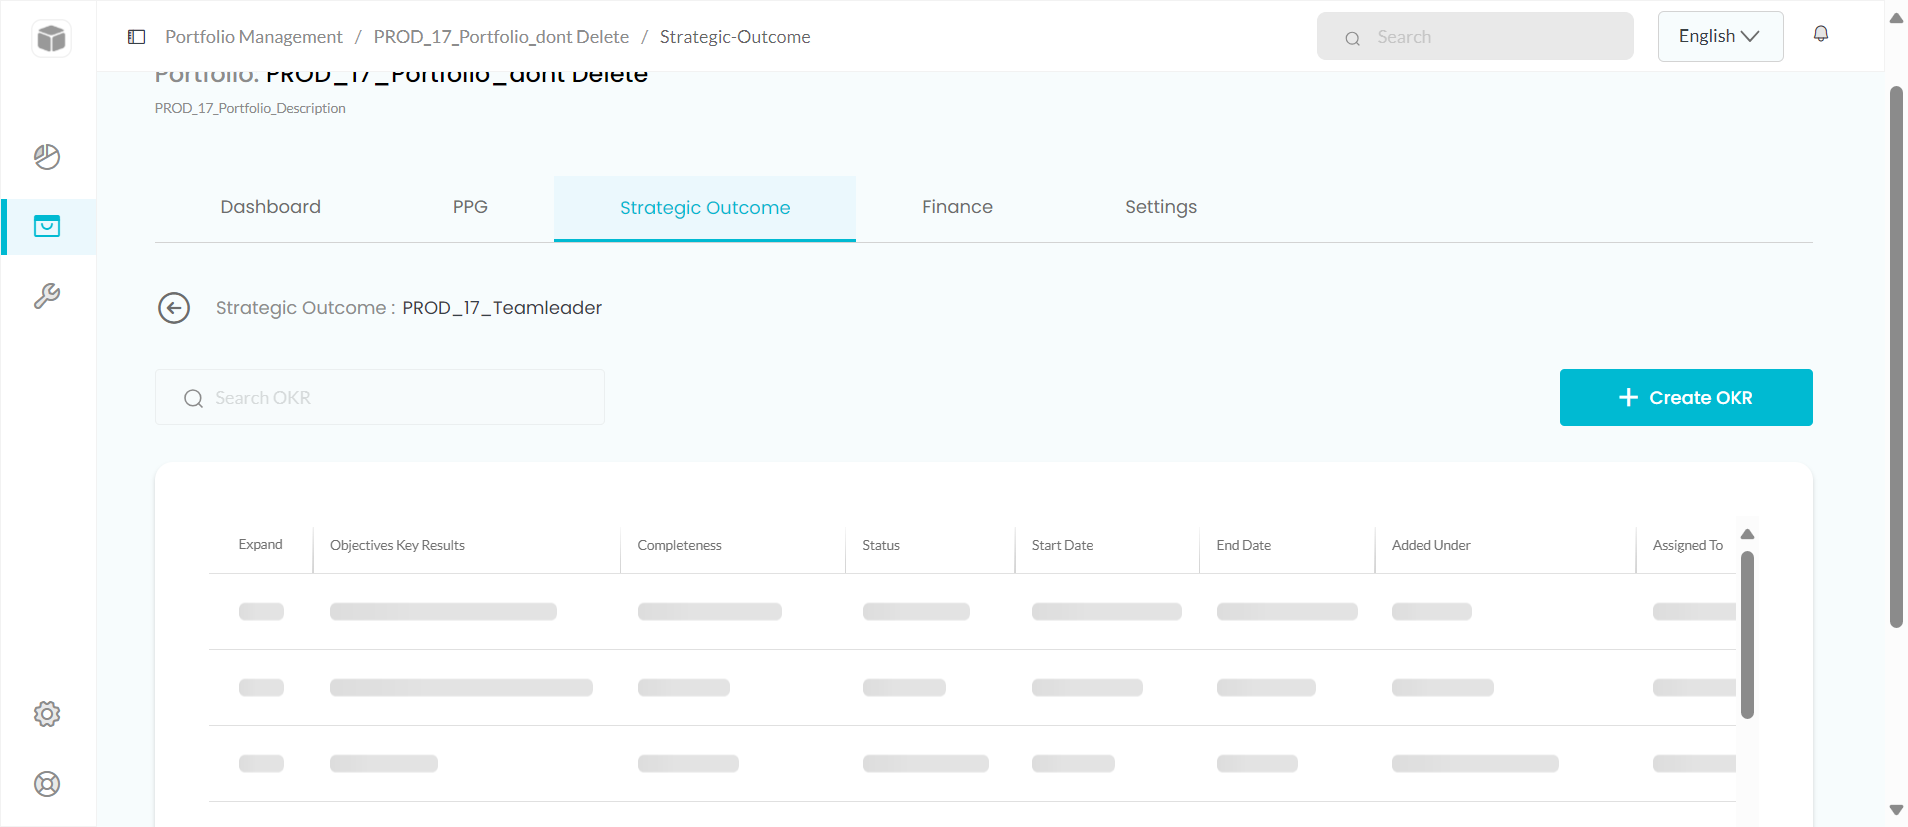 Portfolio Management / PROD_17_Portfolio_dont Delete / Strategic-Outcome
Search
English
Portfolio: PROD_17_Portfolio_dont Delete
PROD_17_Portfolio_Description
Dashboard PPG Strategic Outcome Finance Settings
Strategic Outcome : PROD_17_Teamleader
Search OKR
+ Create OKR
Expand Objectives Key Results Completeness Status Start Date End Date Added Under Assigned To